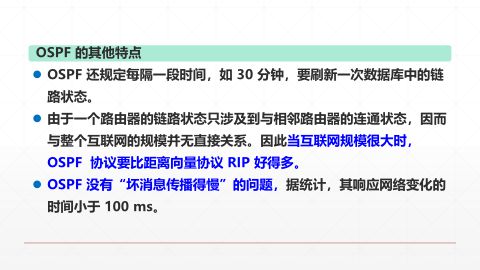 OSPF 的其他特点
OSPF 还规定每隔一段时间，如 30 分钟，要刷新一次数据库中的链
路状态。
由于一个路由器的链路状态只涉及到与相邻路由器的连通状态，因而
与整个互联网的规模并无直接关系。因此当互联网规模很大时，
OSPF 协议要比距离向量协议 RIP 好得多。
OSPF 没有“坏消息传播得慢”的问题，据统计，其响应网络变化的
时间小于 100 ms。